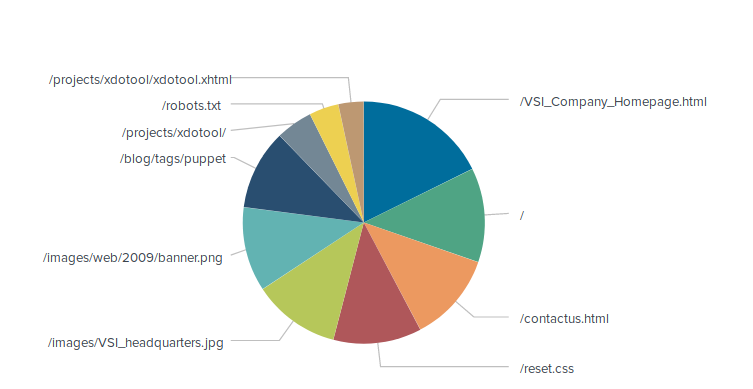 /projects/xdotool/xdotool.xhtml
/robots.txt
/projects/xdotool/
/blog/tags/puppet
/images/web/2009/banner.png
/images/VSI_headquarters.jpg
/VSI_Company_Homepage.html
/
/contactus.html
/reset.css